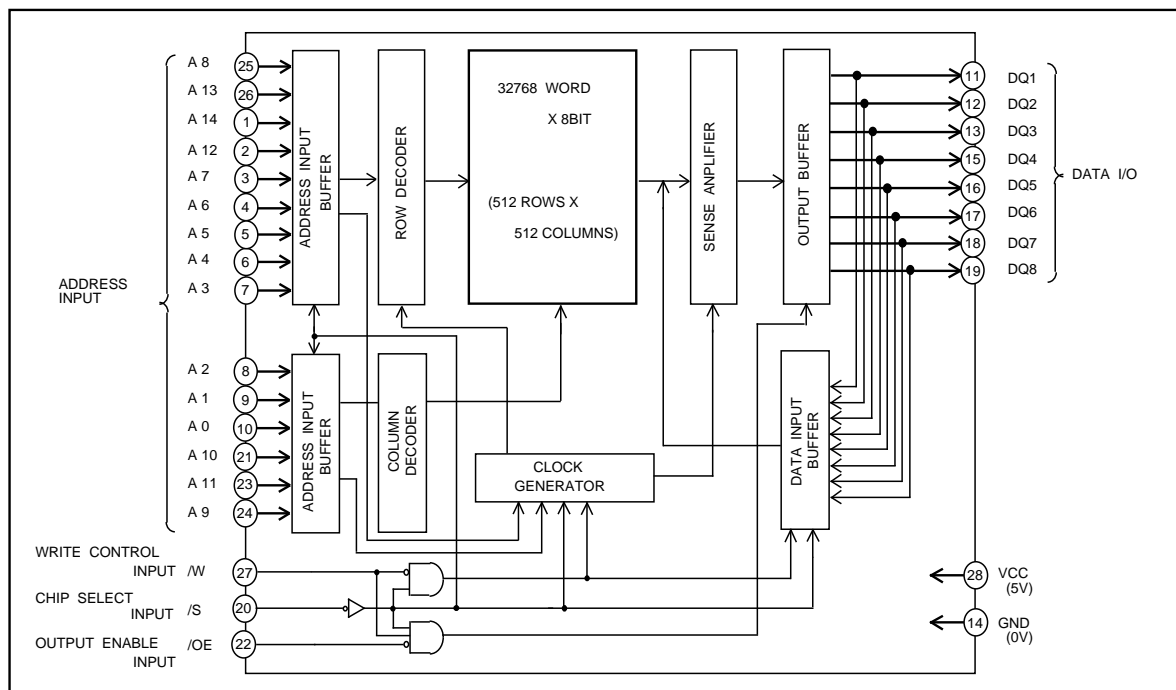 A 8
25
A 13
26
A 14
1
A 12
2
A 7
3
A 6
4
A 5
5
A 4
6
A 3
7
ADDRESS
INPUT
A 2
8
A 1
9
A 0
10
A 10
21
A 11
23
A 9
24
WRITE CONTROL
INPUT /W
27
CHIP SELECT
INPUT /S
20
OUTPUT ENABLE /OE
INPUT
22
ADDRESS INPUT
BUFFER
ROW DECODER
32768 WORD
X 8BIT
(512 ROWS X
512 COLUMNS)
SENSE ANPLIFIER
OUTPUT BUFFER
ADDRESS INPUT
BUFFER
COLUMN
DECODER
CLOCK
GENERATOR
DATA INPUT
BUFFER
11
DQ1
12
DQ2
13
DQ3
15
DQ4
16
DQ5
17
DQ6
18
DQ7
19
DQ8
DATA I/O
28
VCC
(5V)
14
GND
(0V)